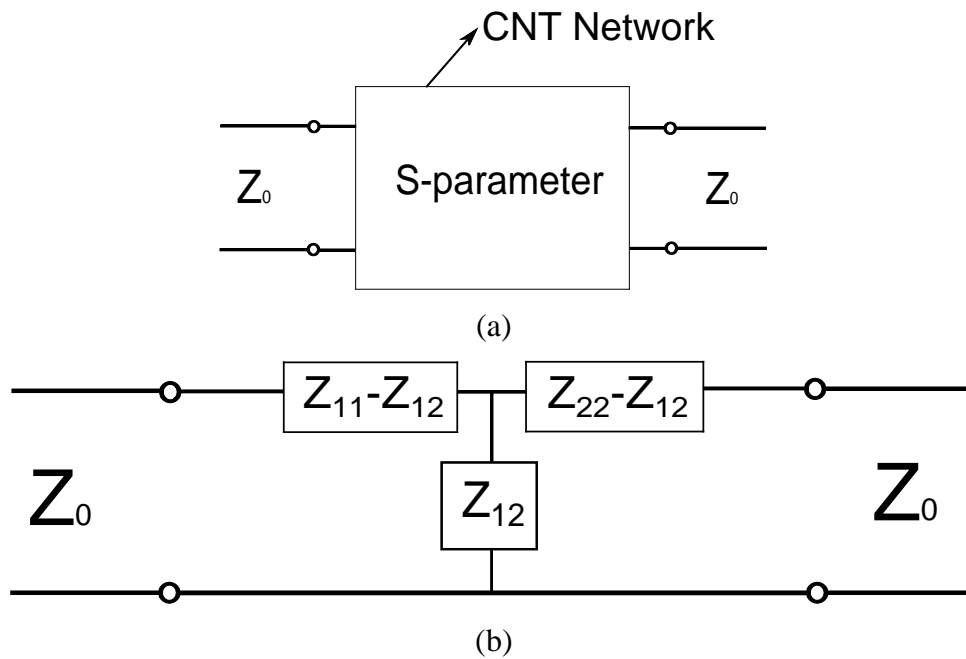 CNT Network
Z₀
S-parameter
Z₀
(a)
Z₁₁-Z₁₂
Z₂₂-Z₁₂
Z₀
Z₁₂
Z₀
(b)